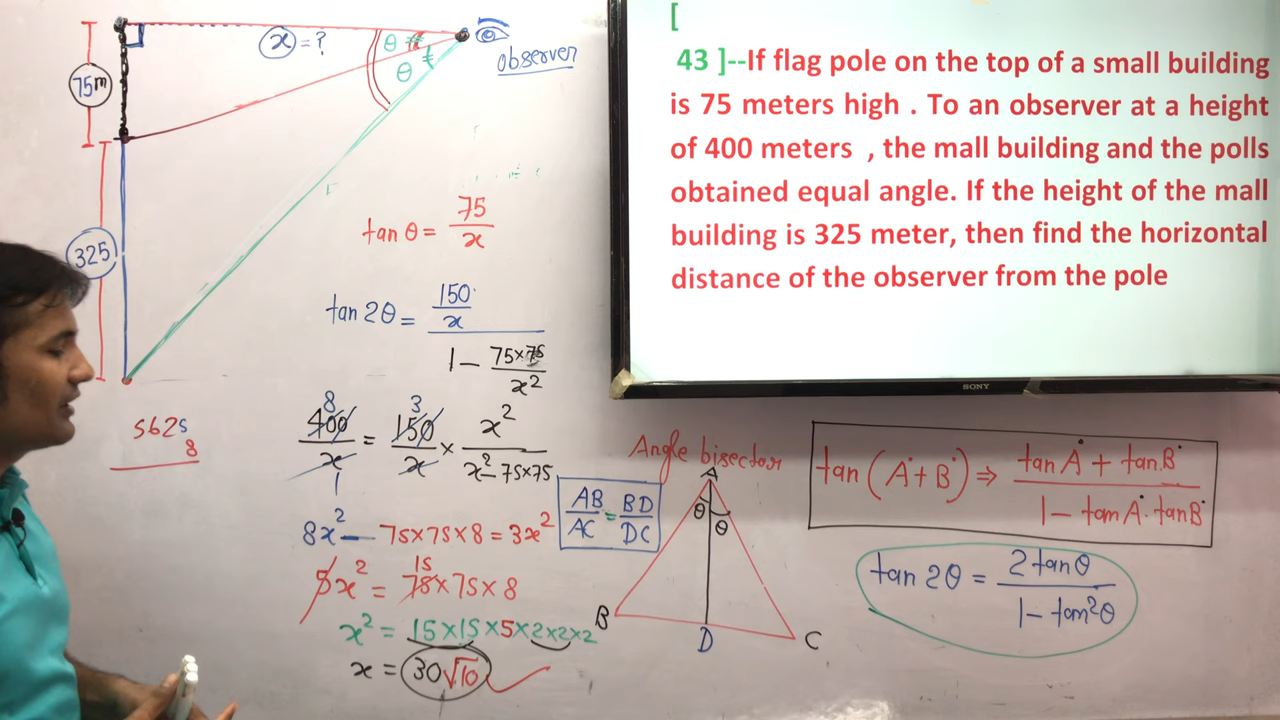 [
43 ]--If flag pole on the top of a small building
is 75 meters high . To an observer at a height
of 400 meters , the mall building and the polls
obtained equal angle. If the height of the mall
building is 325 meter, then find the horizontal
distance of the observer from the pole
SONY
75m
x = ?
θ
θ
observer
325
tan θ = 75/x
tan 2θ = (150/x)/(1 - 75×75/x²)
8 3
400/x = 150/x × x²/(x² - 75×75)
1
5625
8
8x² - 75×75×8 = 3x²
15
5x² = 75×75×8
x² = 15×15×5×2×2×2
x = 30√10
Angle bisector
A
θ θ
AB/AC = BD/DC
B D C
tan (A+B) ⇒ (tan A + tan B)/(1 - tan A · tan B)
tan 2θ = 2 tan θ/(1 - tan²θ)